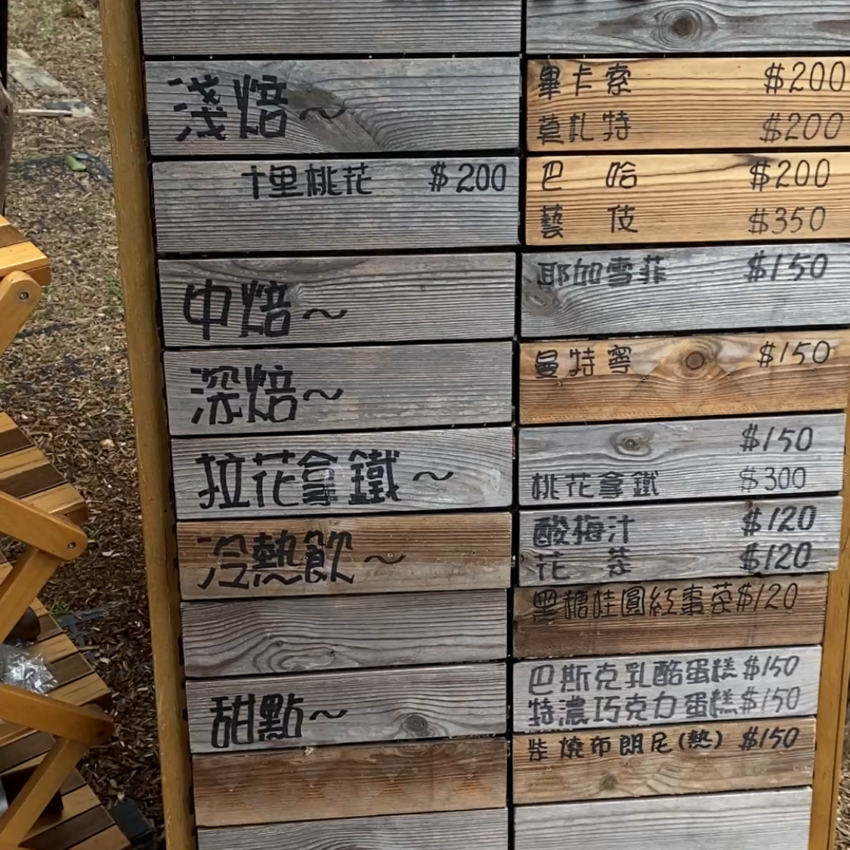 淺焙～
畢卡索 $200
莫札特 $200
十里桃花 $200
巴哈 $200
藝伎 $350
中焙～
耶加雪菲 $150
深焙～
曼特寧 $150
拉花拿鐵～
$150
桃花拿鐵 $300
冷熱飲～
酸梅汁 $120
花茶 $120
黑糖桂圓紅棗茶$120
甜點～
巴斯克乳酪蛋糕 $150
特濃巧克力蛋糕 $150
柴燒布朗尼(熱) $150